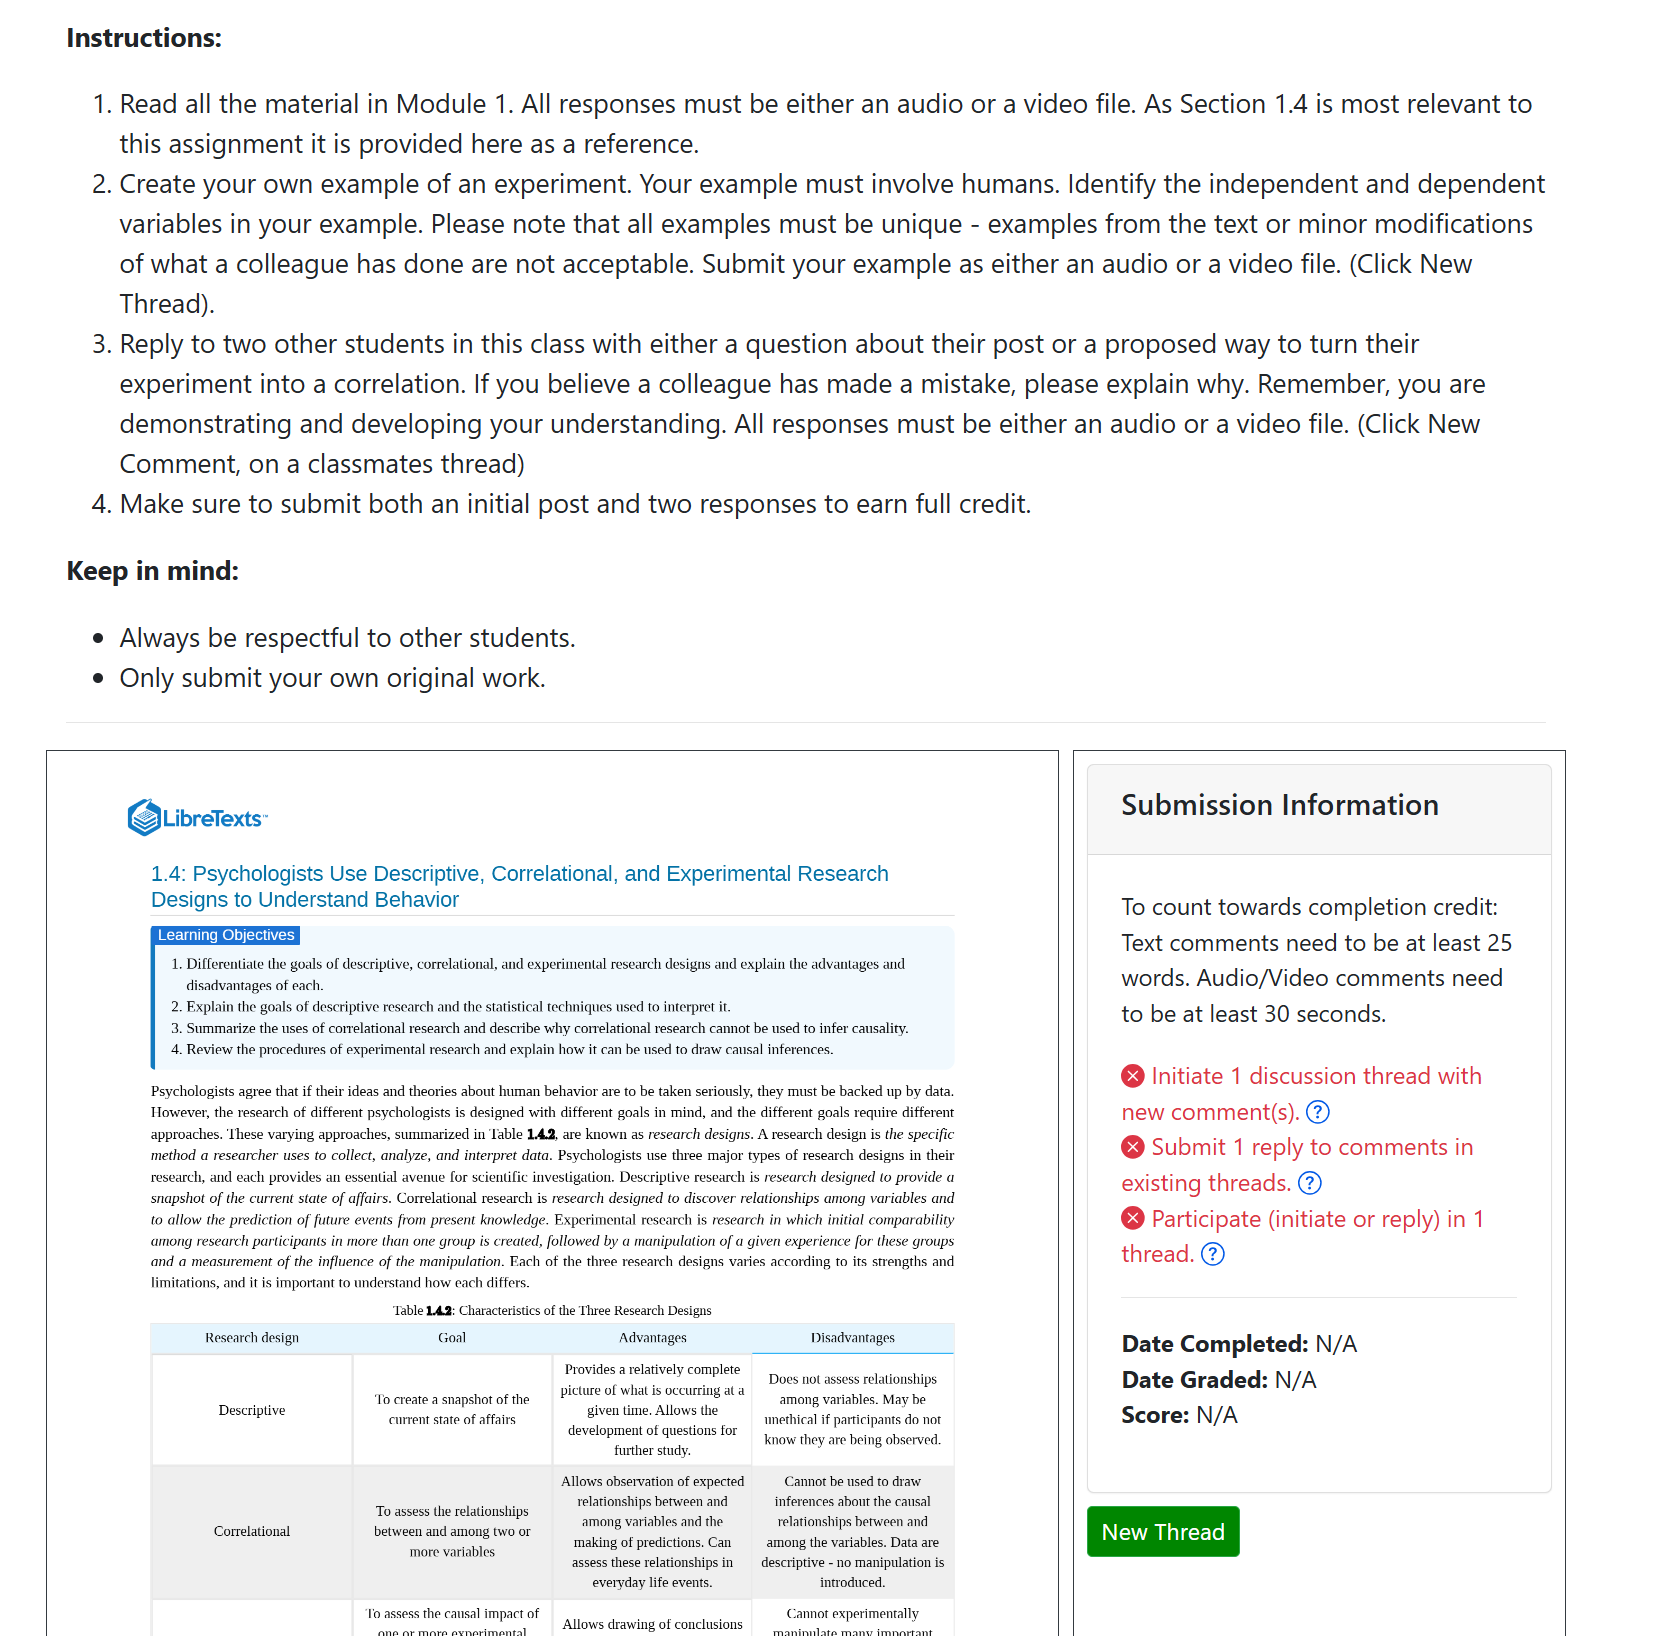 Instructions:
1. Read all the material in Module 1. All responses must be either an audio or a video file. As Section 1.4 is most relevant to
this assignment it is provided here as a reference.
2. Create your own example of an experiment. Your example must involve humans. Identify the independent and dependent
variables in your example. Please note that all examples must be unique - examples from the text or minor modifications
of what a colleague has done are not acceptable. Submit your example as either an audio or a video file. (Click New
Thread).
3. Reply to two other students in this class with either a question about their post or a proposed way to turn their
experiment into a correlation. If you believe a colleague has made a mistake, please explain why. Remember, you are
demonstrating and developing your understanding. All responses must be either an audio or a video file. (Click New
Comment, on a classmates thread)
4. Make sure to submit both an initial post and two responses to earn full credit.
Keep in mind:
• Always be respectful to other students.
• Only submit your own original work.
LibreTexts™
1.4: Psychologists Use Descriptive, Correlational, and Experimental Research
Designs to Understand Behavior
Learning Objectives
1. Differentiate the goals of descriptive, correlational, and experimental research designs and explain the advantages and
disadvantages of each.
2. Explain the goals of descriptive research and the statistical techniques used to interpret it.
3. Summarize the uses of correlational research and describe why correlational research cannot be used to infer causality.
4. Review the procedures of experimental research and explain how it can be used to draw causal inferences.
Psychologists agree that if their ideas and theories about human behavior are to be taken seriously, they must be backed up by data.
However, the research of different psychologists is designed with different goals in mind, and the different goals require different
approaches. These varying approaches, summarized in Table 1.4.2, are known as research designs. A research design is the specific
method a researcher uses to collect, analyze, and interpret data. Psychologists use three major types of research designs in their
research, and each provides an essential avenue for scientific investigation. Descriptive research is research designed to provide a
snapshot of the current state of affairs. Correlational research is research designed to discover relationships among variables and
to allow the prediction of future events from present knowledge. Experimental research is research in which initial comparability
among research participants in more than one group is created, followed by a manipulation of a given experience for these groups
and a measurement of the influence of the manipulation. Each of the three research designs varies according to its strengths and
limitations, and it is important to understand how each differs.
Table 1.4.2: Characteristics of the Three Research Designs
Research design Goal Advantages Disadvantages
Descriptive
To create a snapshot of the
current state of affairs
Provides a relatively complete
picture of what is occurring at a
given time. Allows the
development of questions for
further study.
Does not assess relationships
among variables. May be
unethical if participants do not
know they are being observed.
Correlational
To assess the relationships
between and among two or
more variables
Allows observation of expected
relationships between and
among variables and the
making of predictions. Can
assess these relationships in
everyday life events.
Cannot be used to draw
inferences about the causal
relationships between and
among the variables. Data are
descriptive - no manipulation is
introduced.
To assess the causal impact of
one or more experimental
Allows drawing of conclusions
Cannot experimentally
manipulate many important
Submission Information
To count towards completion credit:
Text comments need to be at least 25
words. Audio/Video comments need
to be at least 30 seconds.
Initiate 1 discussion thread with
new comment(s). ?
Submit 1 reply to comments in
existing threads. ?
Participate (initiate or reply) in 1
thread. ?
Date Completed: N/A
Date Graded: N/A
Score: N/A
New Thread